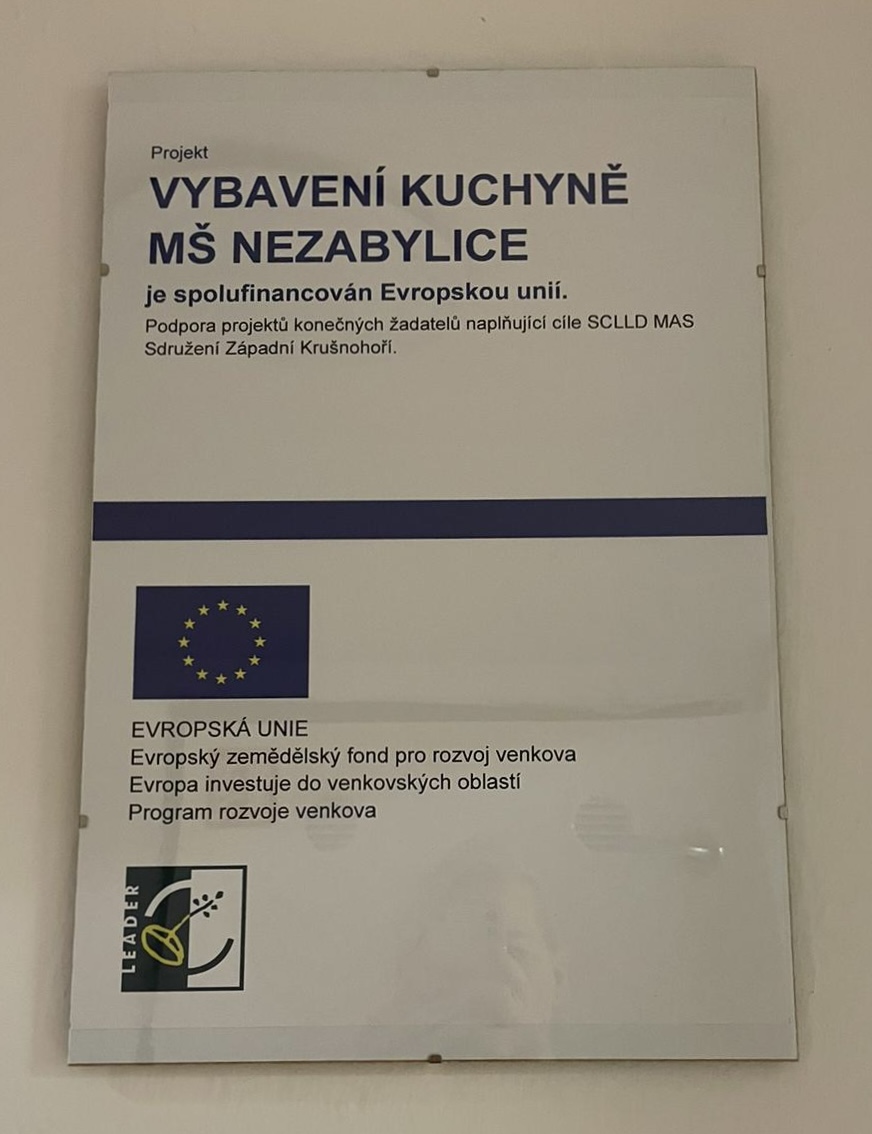 Projekt
VYBAVENÍ KUCHYNĚ
MŠ NEZABYLICE
je spolufinancován Evropskou unií.
Podpora projektů konečných žadatelů naplňující cíle SCLLD MAS
Sdružení Západní Krušnohoří.
EVROPSKÁ UNIE
Evropský zemědělský fond pro rozvoj venkova
Evropa investuje do venkovských oblastí
Program rozvoje venkova
LEADER